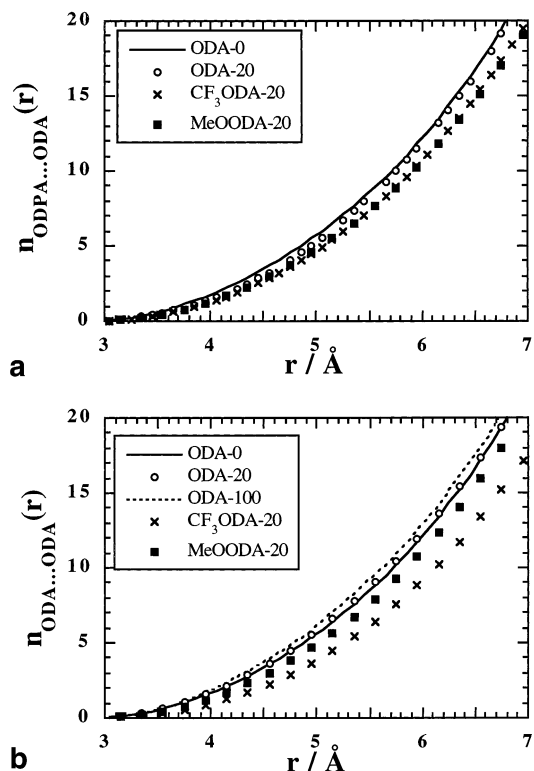 20
15
10
5
0
n_ODPA...ODA(r)
ODA-0
ODA-20
CF₃ODA-20
MeOODA-20
3 4 5 6 7
r / Å
a
20
15
10
5
0
n_ODA...ODA(r)
ODA-0
ODA-20
ODA-100
CF₃ODA-20
MeOODA-20
3 4 5 6 7
r / Å
b